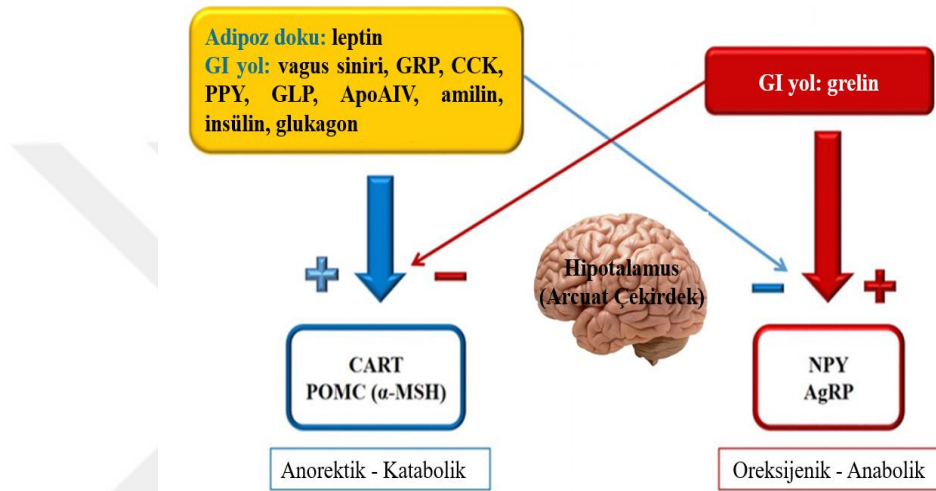 Adipoz doku: leptin
GI yol: vagus siniri, GRP, CCK,
PPY, GLP, ApoAIV, amilin,
insülin, glukagon
GI yol: grelin
+
−
Hipotalamus
(Arcuat Çekirdek)
−
+
CART
POMC (α-MSH)
NPY
AgRP
Anorektik - Katabolik
Oreksijenik - Anabolik